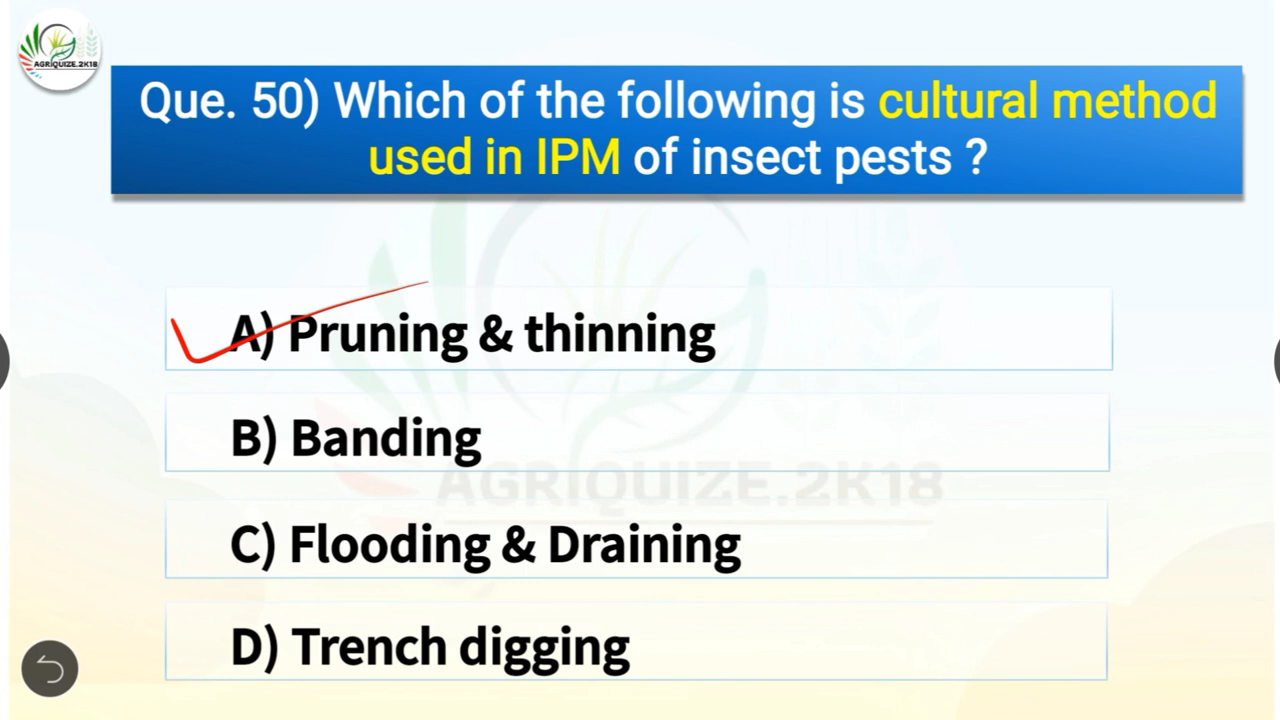 AGRIQUIZE.2K18
Que. 50) Which of the following is cultural method
used in IPM of insect pests ?
A) Pruning & thinning
B) Banding
AGRIQUIZE.2K18
C) Flooding & Draining
D) Trench digging